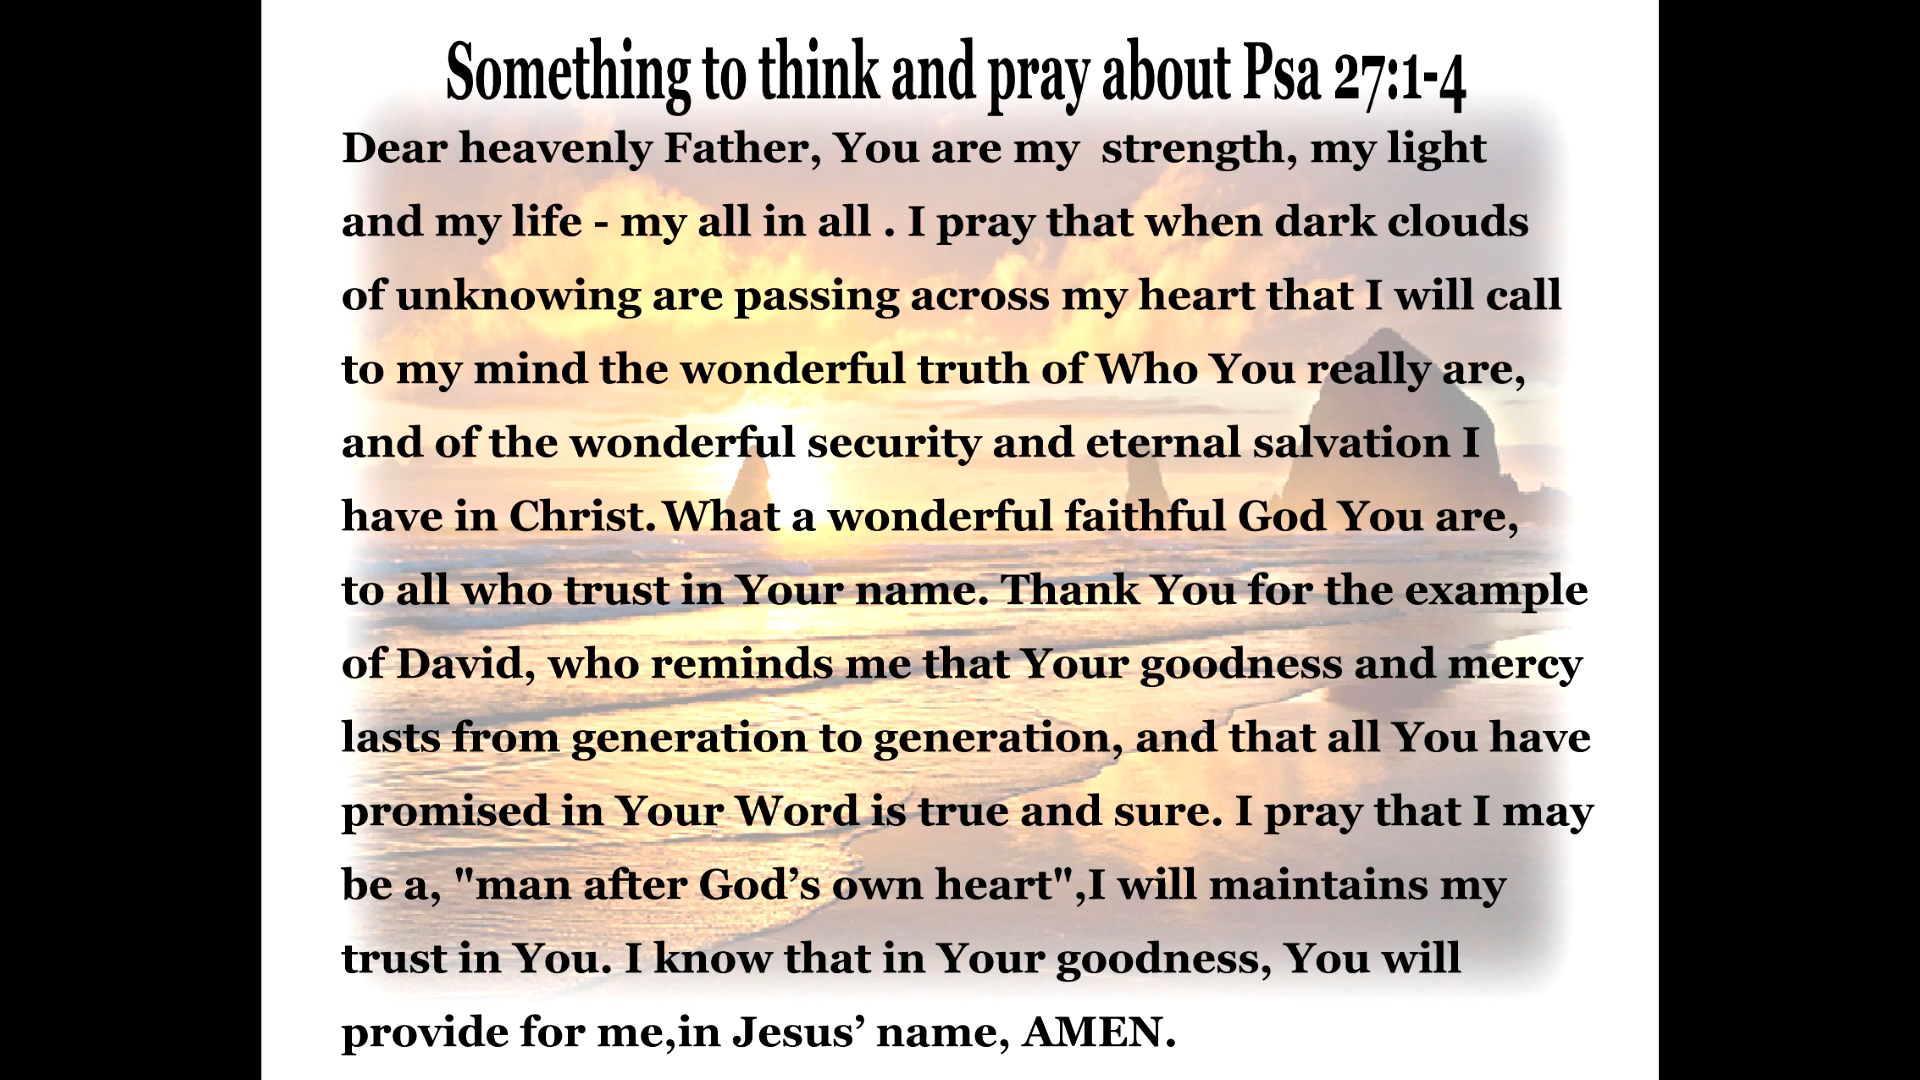 Something to think and pray about Psa 27:1-4
Dear heavenly Father, You are my  strength, my light
and my life - my all in all . I pray that when dark clouds
of unknowing are passing across my heart that I will call
to my mind the wonderful truth of Who You really are,
and of the wonderful security and eternal salvation I
have in Christ. What a wonderful faithful God You are,
to all who trust in Your name. Thank You for the example
of David, who reminds me that Your goodness and mercy
lasts from generation to generation, and that all You have
promised in Your Word is true and sure. I pray that I may
be a, "man after God’s own heart",I will maintains my
trust in You. I know that in Your goodness, You will
provide for me,in Jesus’ name, AMEN.